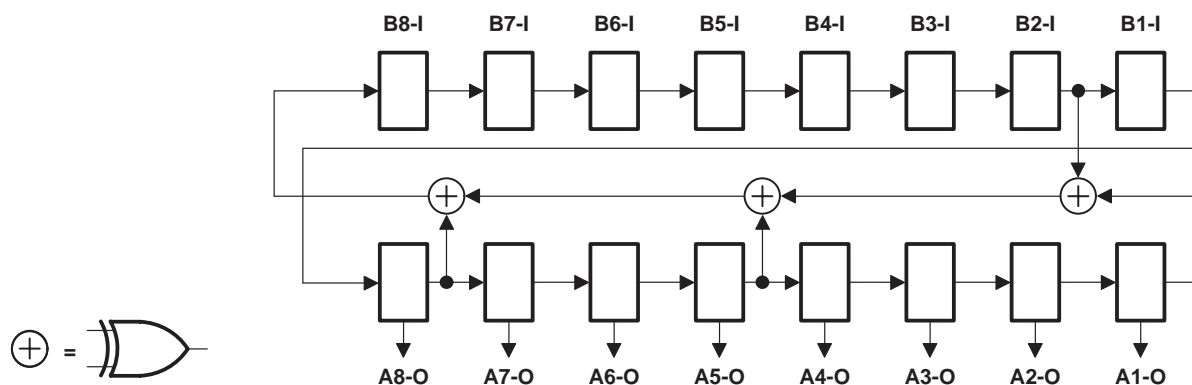 B8-I B7-I B6-I B5-I B4-I B3-I B2-I B1-I
=
A8-O A7-O A6-O A5-O A4-O A3-O A2-O A1-O